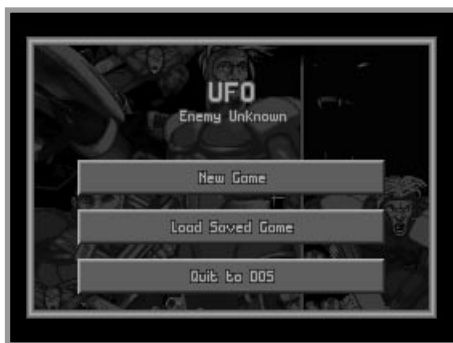 UFO
Enemy Unknown
New Game
Load Saved Game
Quit to DOS